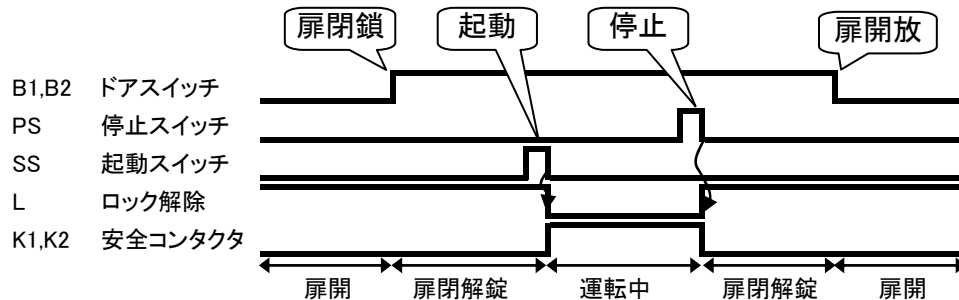 扉閉鎖 起動 停止 扉開放
B1,B2 ドアスイッチ
PS 停止スイッチ
SS 起動スイッチ
L ロック解除
K1,K2 安全コンタクタ
扉開 扉閉解錠 運転中 扉閉解錠 扉開